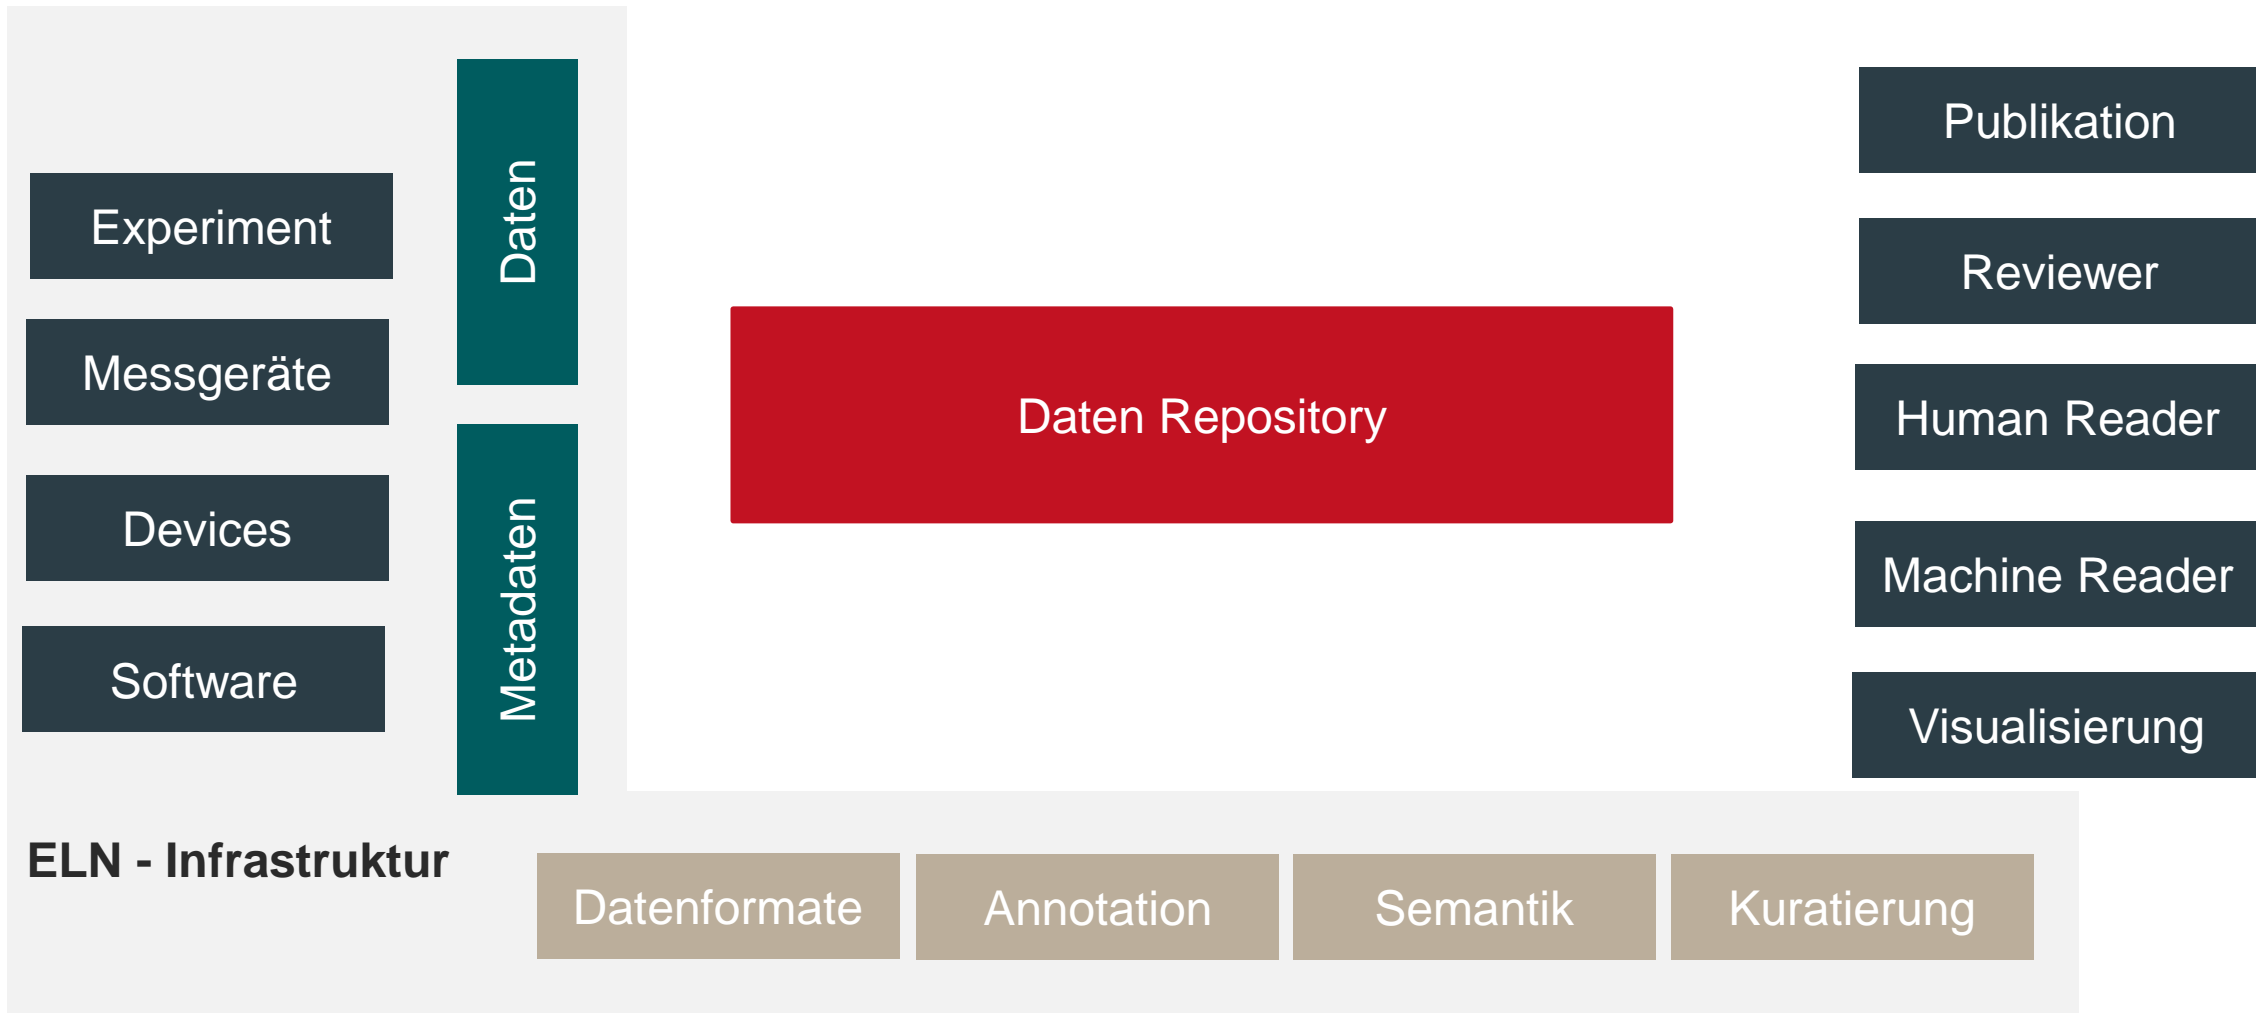 Experiment
Messgeräte
Devices
Software
Daten
Metadaten
Daten Repository
Publikation
Reviewer
Human Reader
Machine Reader
Visualisierung
ELN - Infrastruktur
Datenformate
Annotation
Semantik
Kuratierung